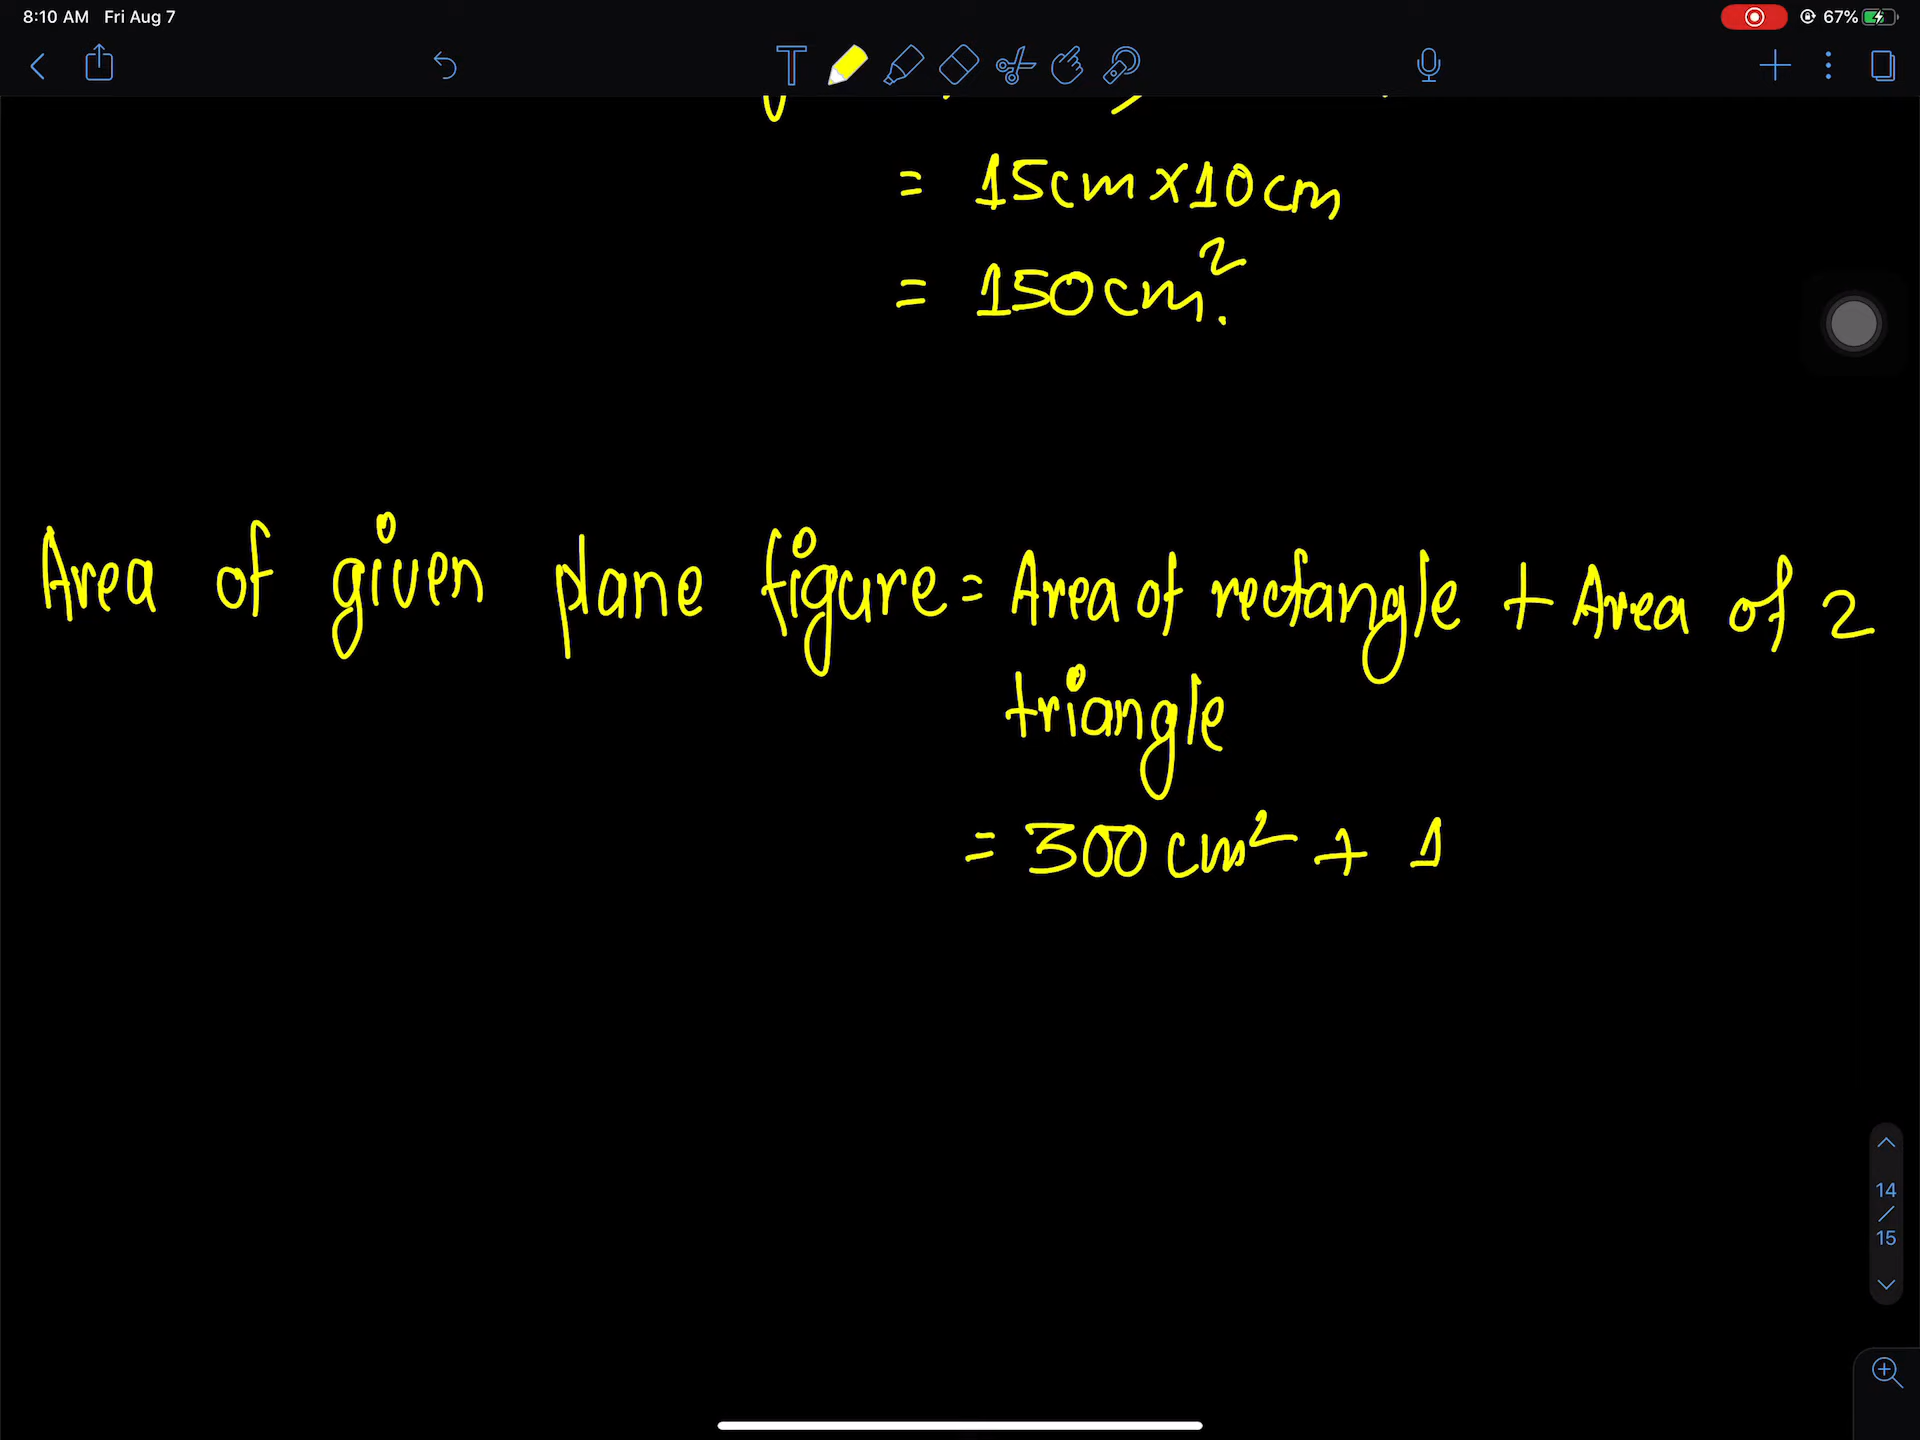 8:10 AM Fri Aug 7
67%
= 15cm×10cm
= 150cm².
Area of given plane figure = Area of rectangle + Area of 2
triangle
= 300 cm² + 1
14
/
15